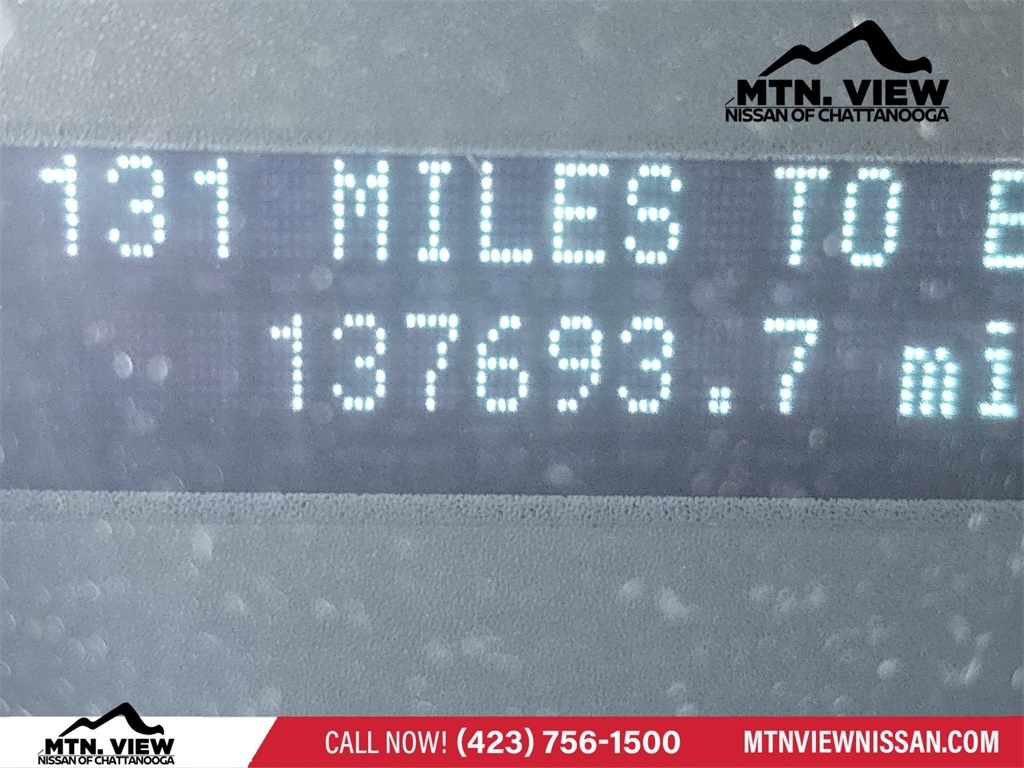 MTN. VIEW
NISSAN OF CHATTANOOGA
131 MILES TO E
137693.7 mi
MTN. VIEW
NISSAN OF CHATTANOOGA
CALL NOW! (423) 756-1500
MTNVIEWNISSAN.COM